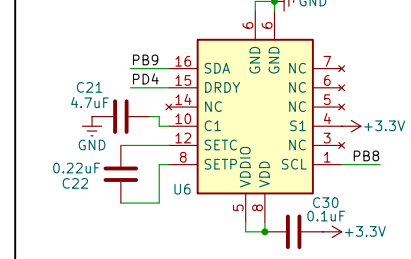 GND
6 6
PB9 16 SDA GND GND NC 7
PD4 15 DRDY NC 6
C21 14 NC NC 5
4.7uF 10 C1 S1 4 +3.3V
GND 12 SETC NC 3
0.22uF 8 SETP SCL 1 PB8
C22 VDDIO VDD
U6
5 8 C30
0.1uF
+3.3V